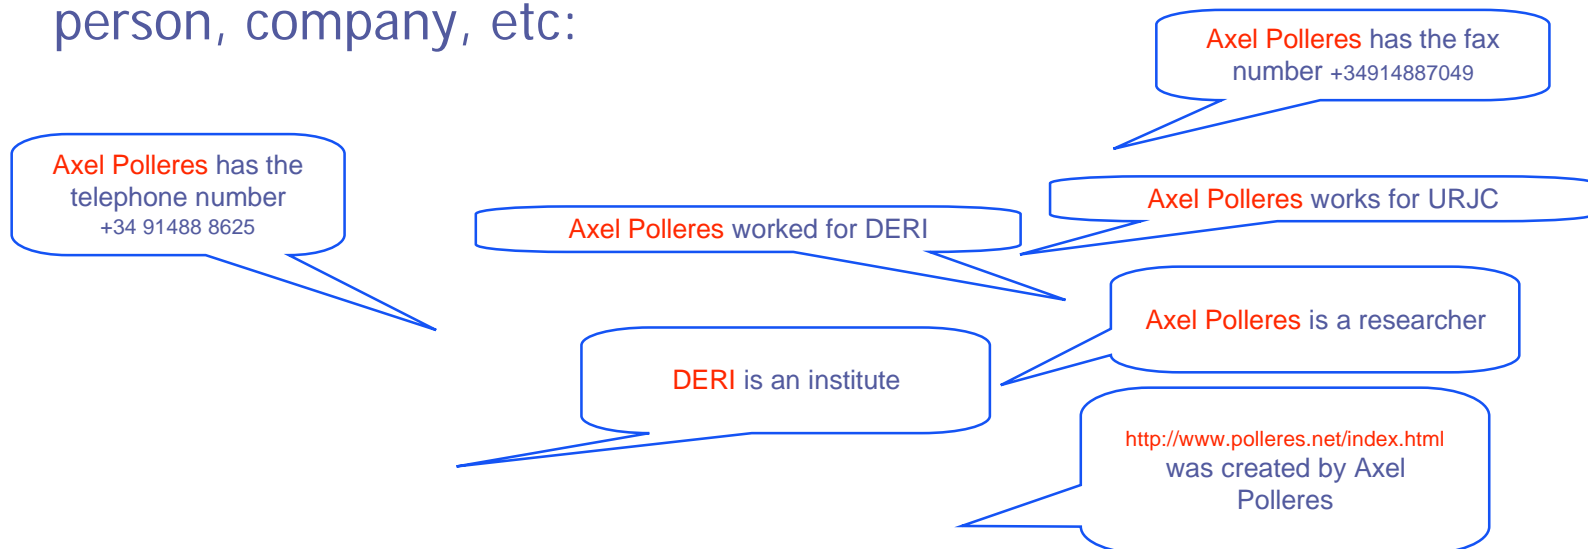 person, company, etc:
Axel Polleres has the fax
number +34914887049
Axel Polleres has the
telephone number
+34 91488 8625
Axel Polleres works for URJC
Axel Polleres worked for DERI
Axel Polleres is a researcher
DERI is an institute
http://www.polleres.net/index.html
was created by Axel
Polleres